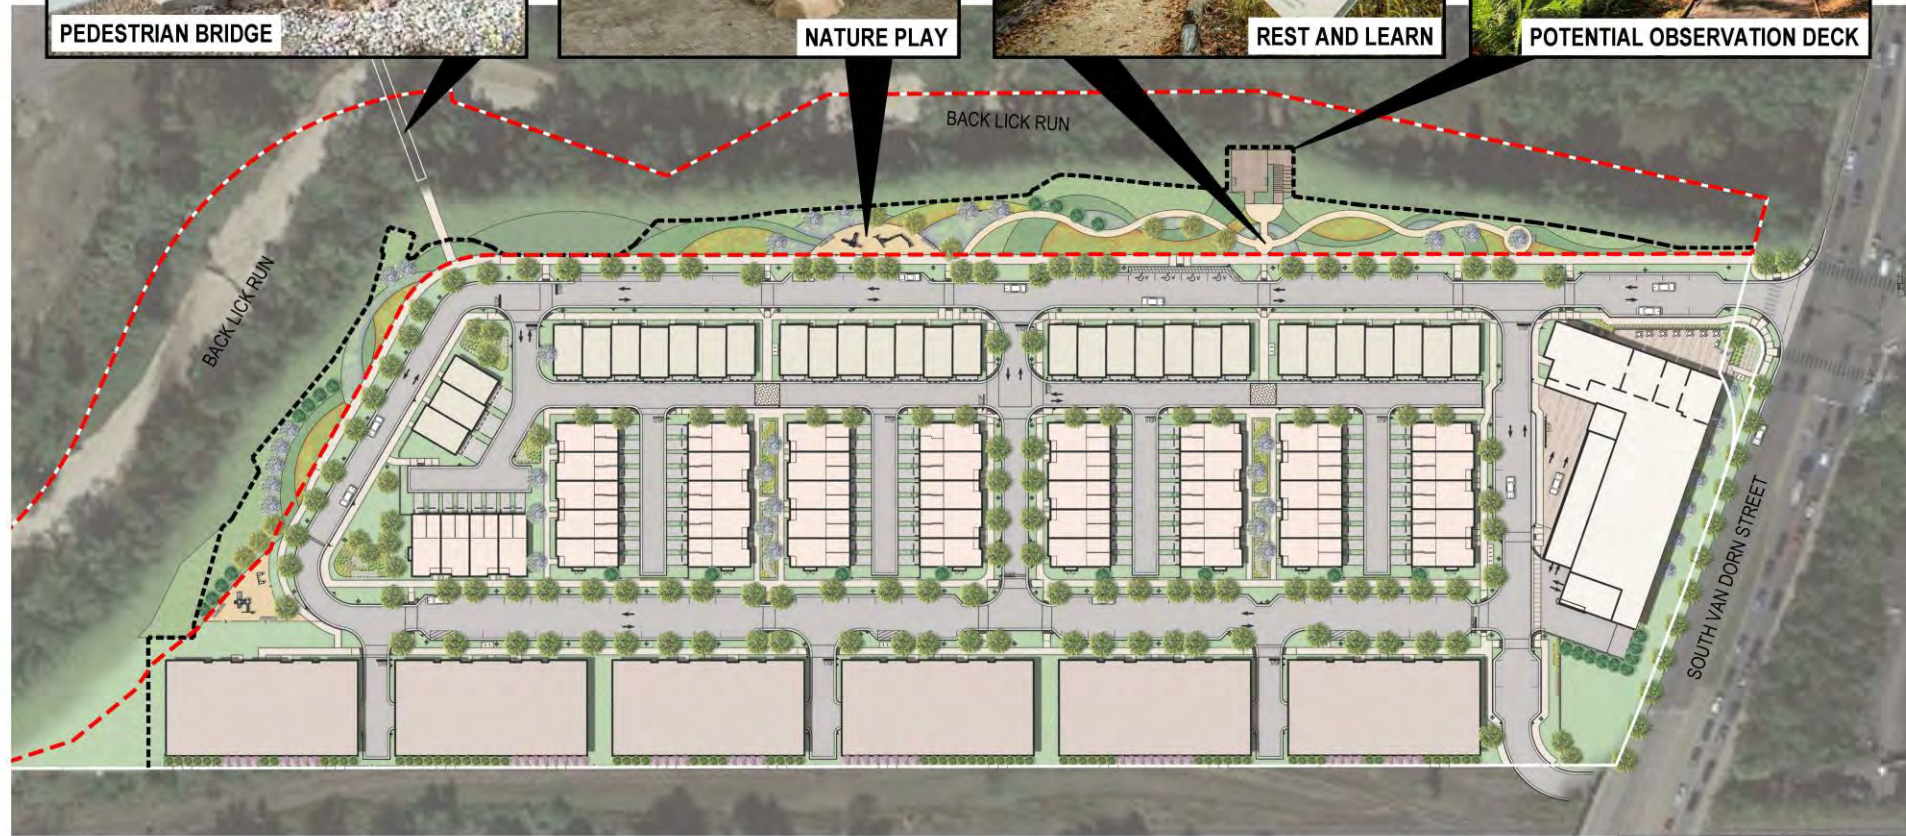 PEDESTRIAN BRIDGE
NATURE PLAY
REST AND LEARN
POTENTIAL OBSERVATION DECK
BACK LICK RUN
BACK LICK RUN
SOUTH VAN DORN STREET